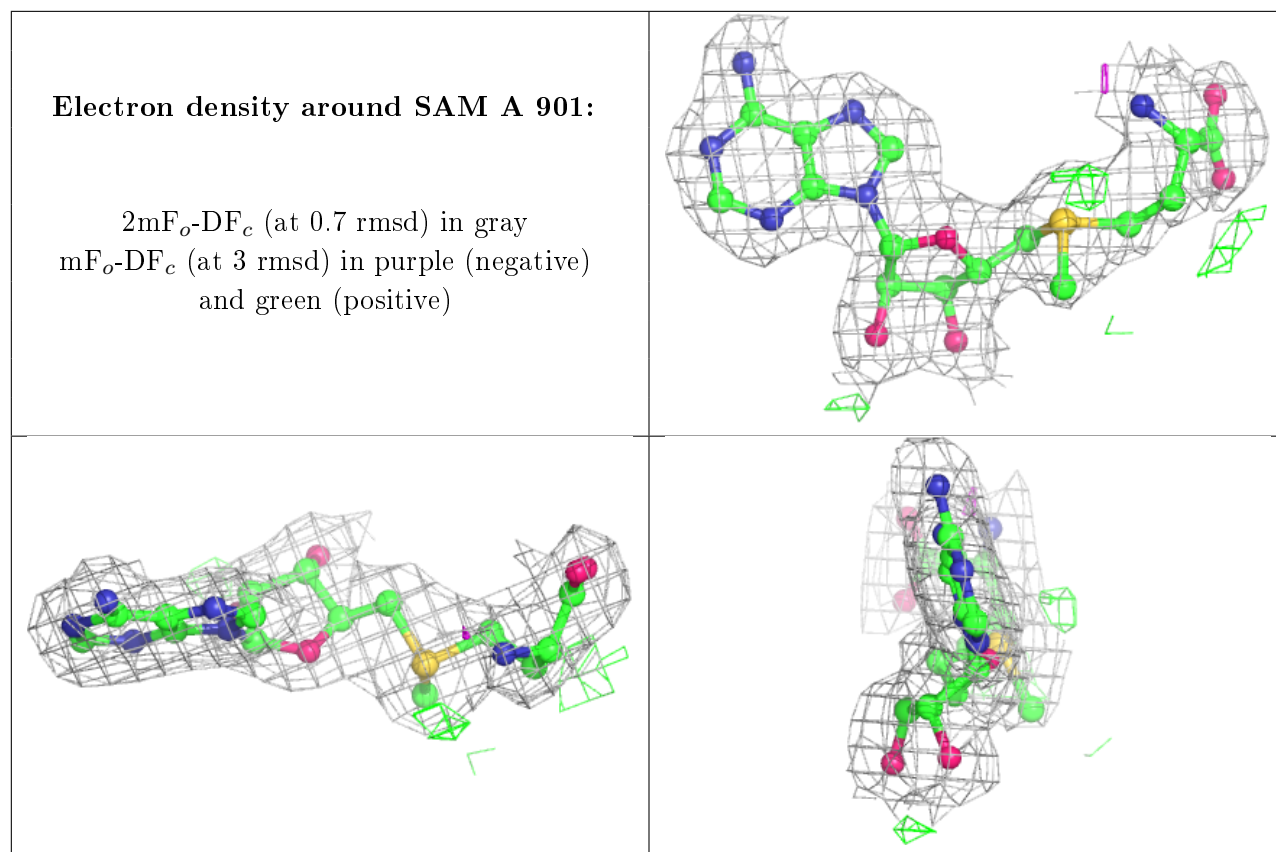 Electron density around SAM A 901:
2mFo-DFc (at 0.7 rmsd) in gray
mFo-DFc (at 3 rmsd) in purple (negative)
and green (positive)